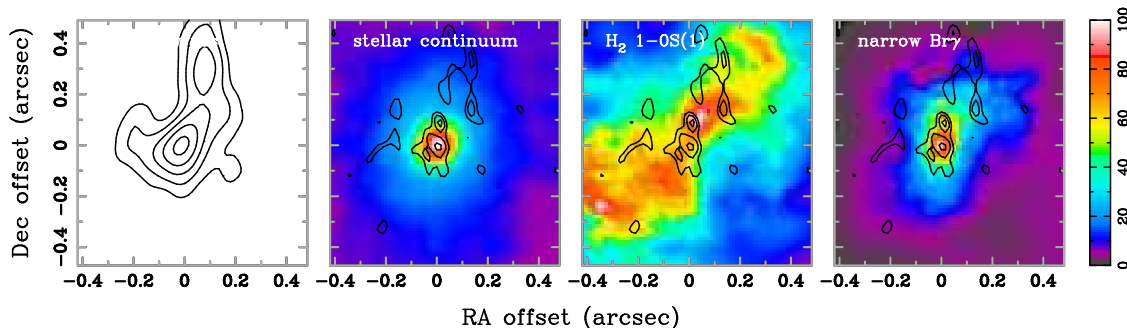 Dec offset (arcsec)
0.4
0.2
0
−0.2
−0.4
stellar continuum
H2 1−0S(1)
narrow Brγ
−0.4 −0.2 0 0.2 0.4
−0.4 −0.2 0 0.2 0.4
−0.4 −0.2 0 0.2 0.4
−0.4 −0.2 0 0.2 0.4
RA offset (arcsec)
0 20 40 60 80 100